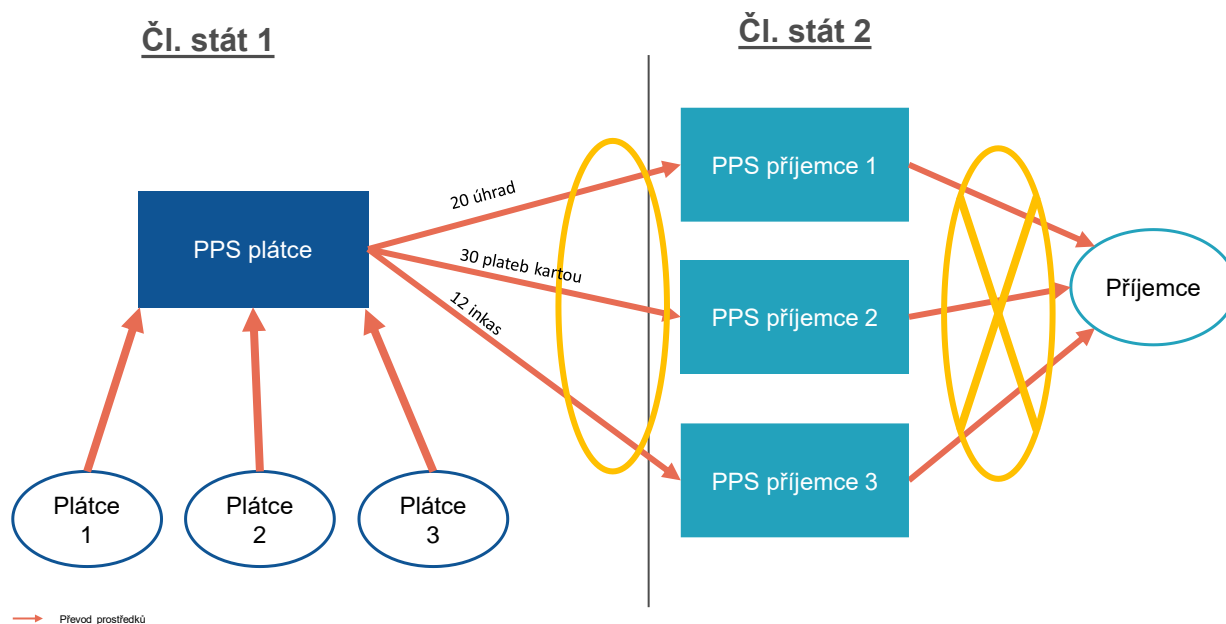 Čl. stát 1
Čl. stát 2
PPS plátce
20 úhrad
30 plateb kartou
12 inkas
PPS příjemce 1
PPS příjemce 2
PPS příjemce 3
Příjemce
Plátce
1
Plátce
2
Plátce
3
Převod prostředků